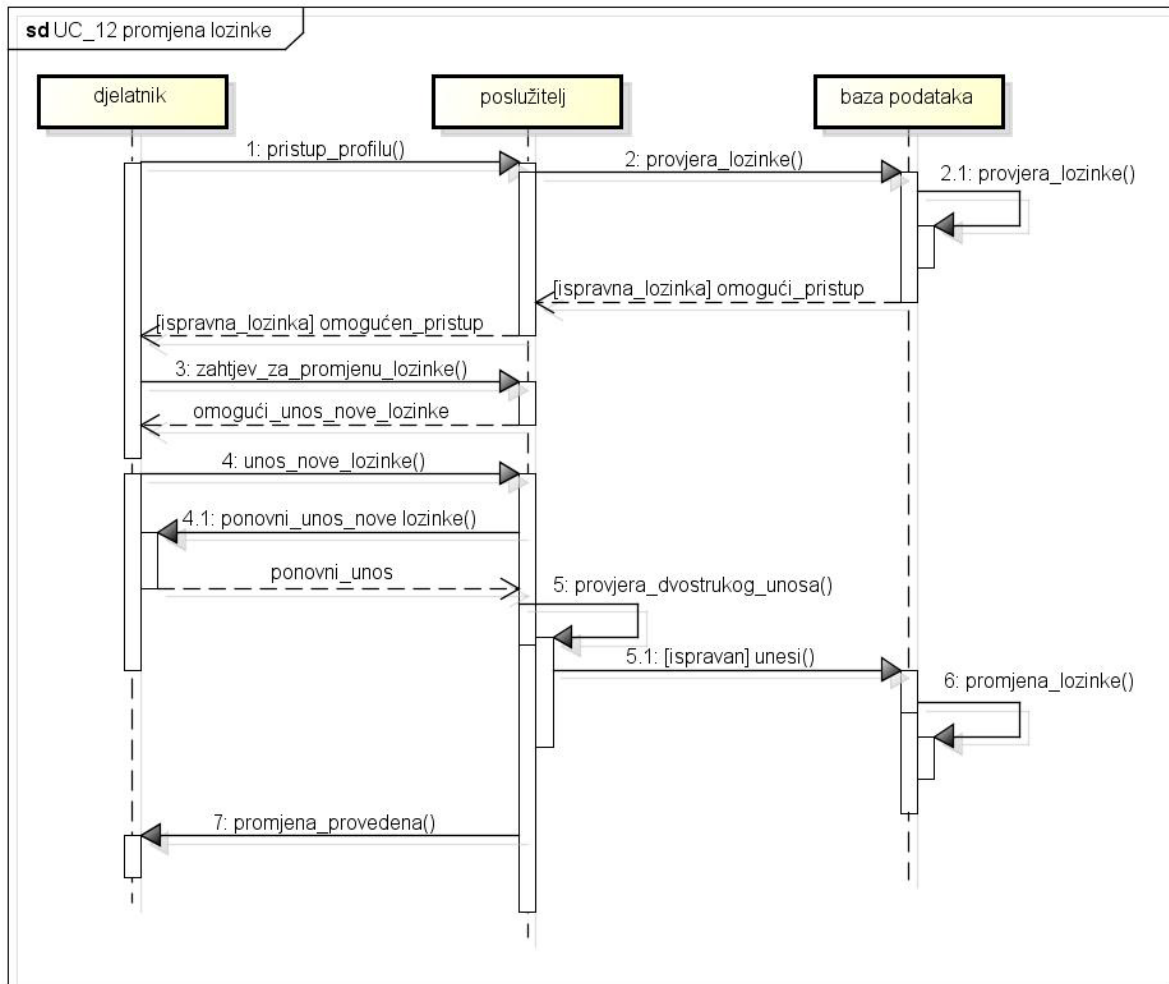 sd UC_12 promjena lozinke
djelatnik
poslužitelj
baza podataka
1: pristup_profilu()
2: provjera_lozinke()
2.1: provjera_lozinke()
[ispravna_lozinka] omogući_pristup
[ispravna_lozinka] omogućen_pristup
3: zahtjev_za_promjenu_lozinke()
omogući_unos_nove_lozinke
4: unos_nove_lozinke()
4.1: ponovni_unos_nove lozinke()
ponovni_unos
5: provjera_dvostrukog_unosa()
5.1: [ispravan] unesi()
6: promjena_lozinke()
7: promjena_provedena()